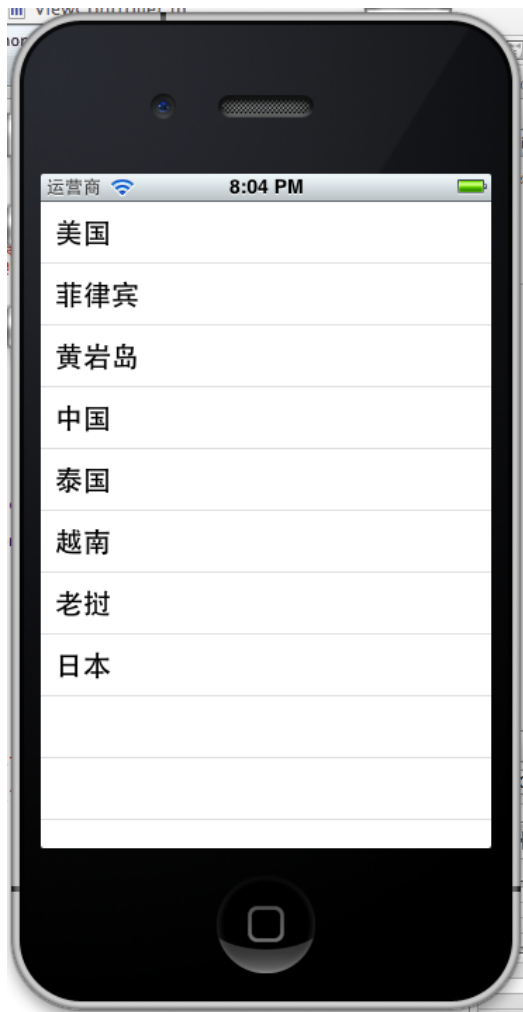 ViewController.m
运营商
8:04 PM
美国
菲律宾
黄岩岛
中国
泰国
越南
老挝
日本